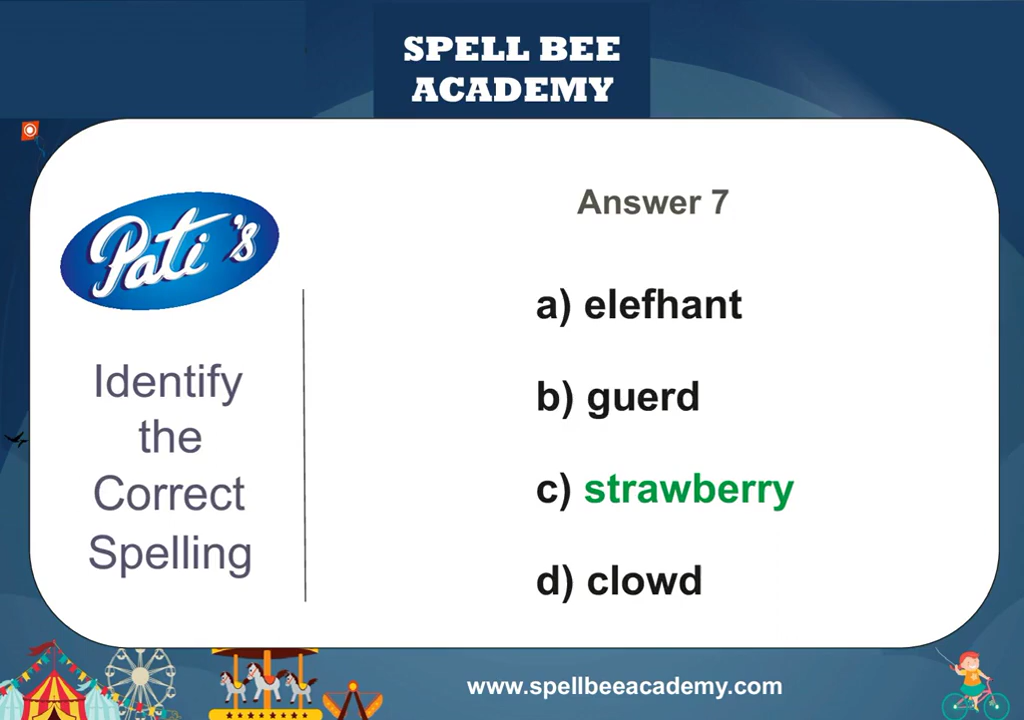 SPELL BEE
ACADEMY
Pati's
Identify
the
Correct
Spelling
Answer 7
a) elefhant
b) guerd
c) strawberry
d) clowd
www.spellbeeacademy.com